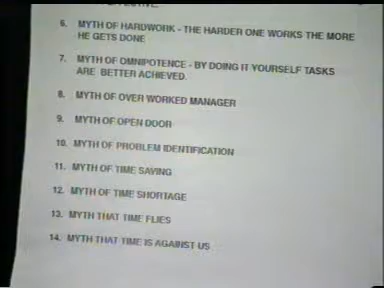 6. MYTH OF HARDWORK - THE HARDER ONE WORKS THE MORE
HE GETS DONE
7. MYTH OF OMNIPOTENCE - BY DOING IT YOURSELF TASKS
ARE BETTER ACHIEVED.
8. MYTH OF OVER WORKED MANAGER
9. MYTH OF OPEN DOOR
10. MYTH OF PROBLEM IDENTIFICATION
11. MYTH OF TIME SAVING
12. MYTH OF TIME SHORTAGE
13. MYTH THAT TIME FLIES
14. MYTH THAT TIME IS AGAINST US